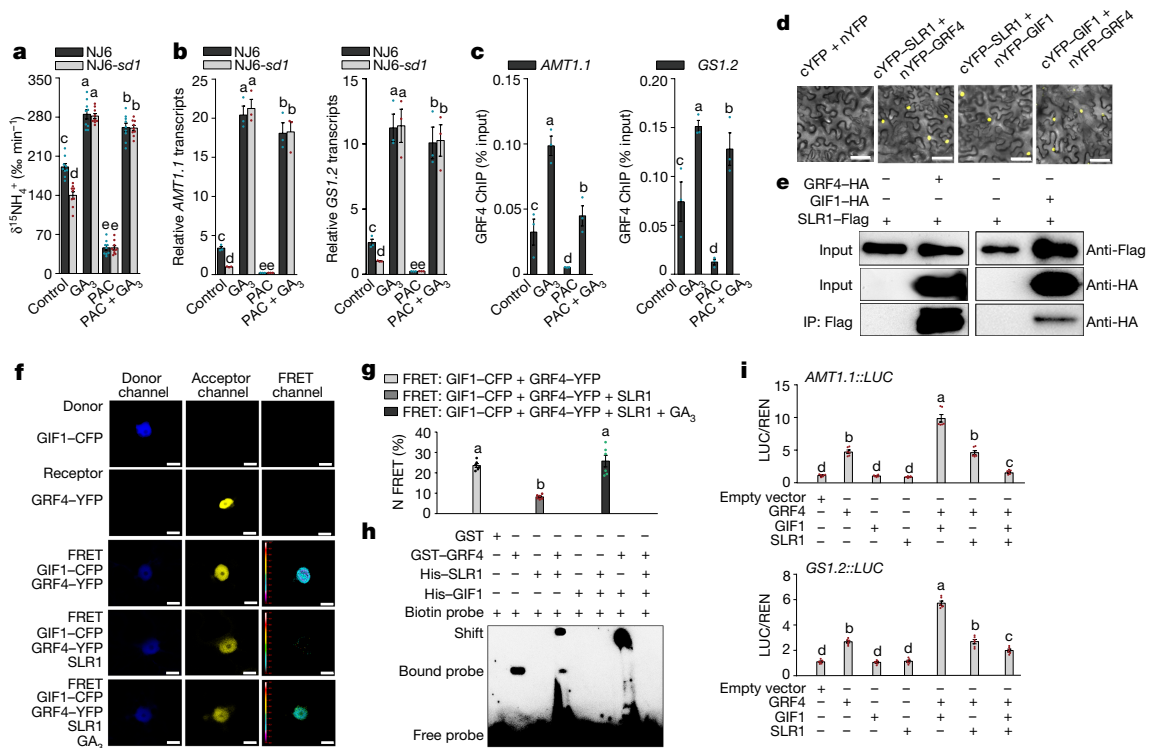 a
NJ6
NJ6-sd1
δ15NH4+ (‰ min−1)
350
280
210
140
70
0
c
d
a
a
e
e
b
b
Control
GA3
PAC
PAC + GA3
b
NJ6
NJ6-sd1
Relative AMT1.1 transcripts
25
20
15
10
5
0
c
d
a
a
ee
b
b
Control
GA3
PAC
PAC + GA3
NJ6
NJ6-sd1
Relative GS1.2 transcripts
15
10
5
0
c
d
a
a
ee
b
b
Control
GA3
PAC
PAC + GA3
c
AMT1.1
GRF4 ChIP (% input)
0.15
0.10
0.05
0
c
a
d
b
Control
GA3
PAC
PAC + GA3
GS1.2
GRF4 ChIP (% input)
0.20
0.15
0.10
0.05
0
c
a
d
b
Control
GA3
PAC
PAC + GA3
d
cYFP + nYFP
cYFP–SLR1 +
nYFP–GRF4
cYFP–SLR1 +
nYFP–GIF1
cYFP–GIF1 +
nYFP–GRF4
e
GRF4–HA − + − −
GIF1–HA − − − +
SLR1–Flag + + + +
Input Anti-Flag
Input Anti-HA
IP: Flag Anti-HA
f
Donor channel
Acceptor channel
FRET channel
Donor
GIF1–CFP
Receptor
GRF4–YFP
FRET
GIF1–CFP
GRF4–YFP
FRET
GIF1–CFP
GRF4–YFP
SLR1
FRET
GIF1–CFP
GRF4–YFP
SLR1
GA3
g
FRET: GIF1–CFP + GRF4–YFP
FRET: GIF1–CFP + GRF4–YFP + SLR1
FRET: GIF1–CFP + GRF4–YFP + SLR1 + GA3
N FRET (%)
40
30
20
10
0
a
b
a
h
GST + − − − − − − − −
GST–GRF4 − + − + − − − + +
His–SLR1 − − + + − + − − +
His–GIF1 − − − − + + + + +
Biotin probe + + + + + + + + +
Shift
Bound probe
Free probe
i
AMT1.1::LUC
LUC/REN
15
10
5
0
d
b
d
d
a
b
c
Empty vector + − − − − − −
GRF4 − + − − + + +
GIF1 − − + − + − +
SLR1 − − − + − + +
GS1.2::LUC
LUC/REN
8
6
4
2
0
d
b
d
d
a
b
c
Empty vector + − − − − − −
GRF4 − + − − + + +
GIF1 − − + − + − +
SLR1 − − − + − + +